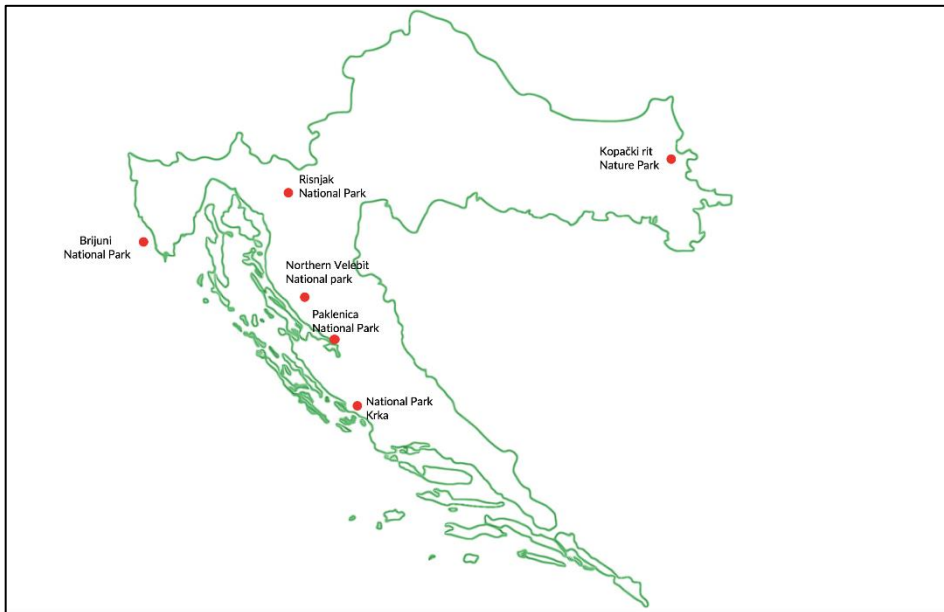 Kopački rit
Nature Park
Risnjak
National Park
Brijuni
National Park
Northern Velebit
National park
Paklenica
National Park
National Park
Krka